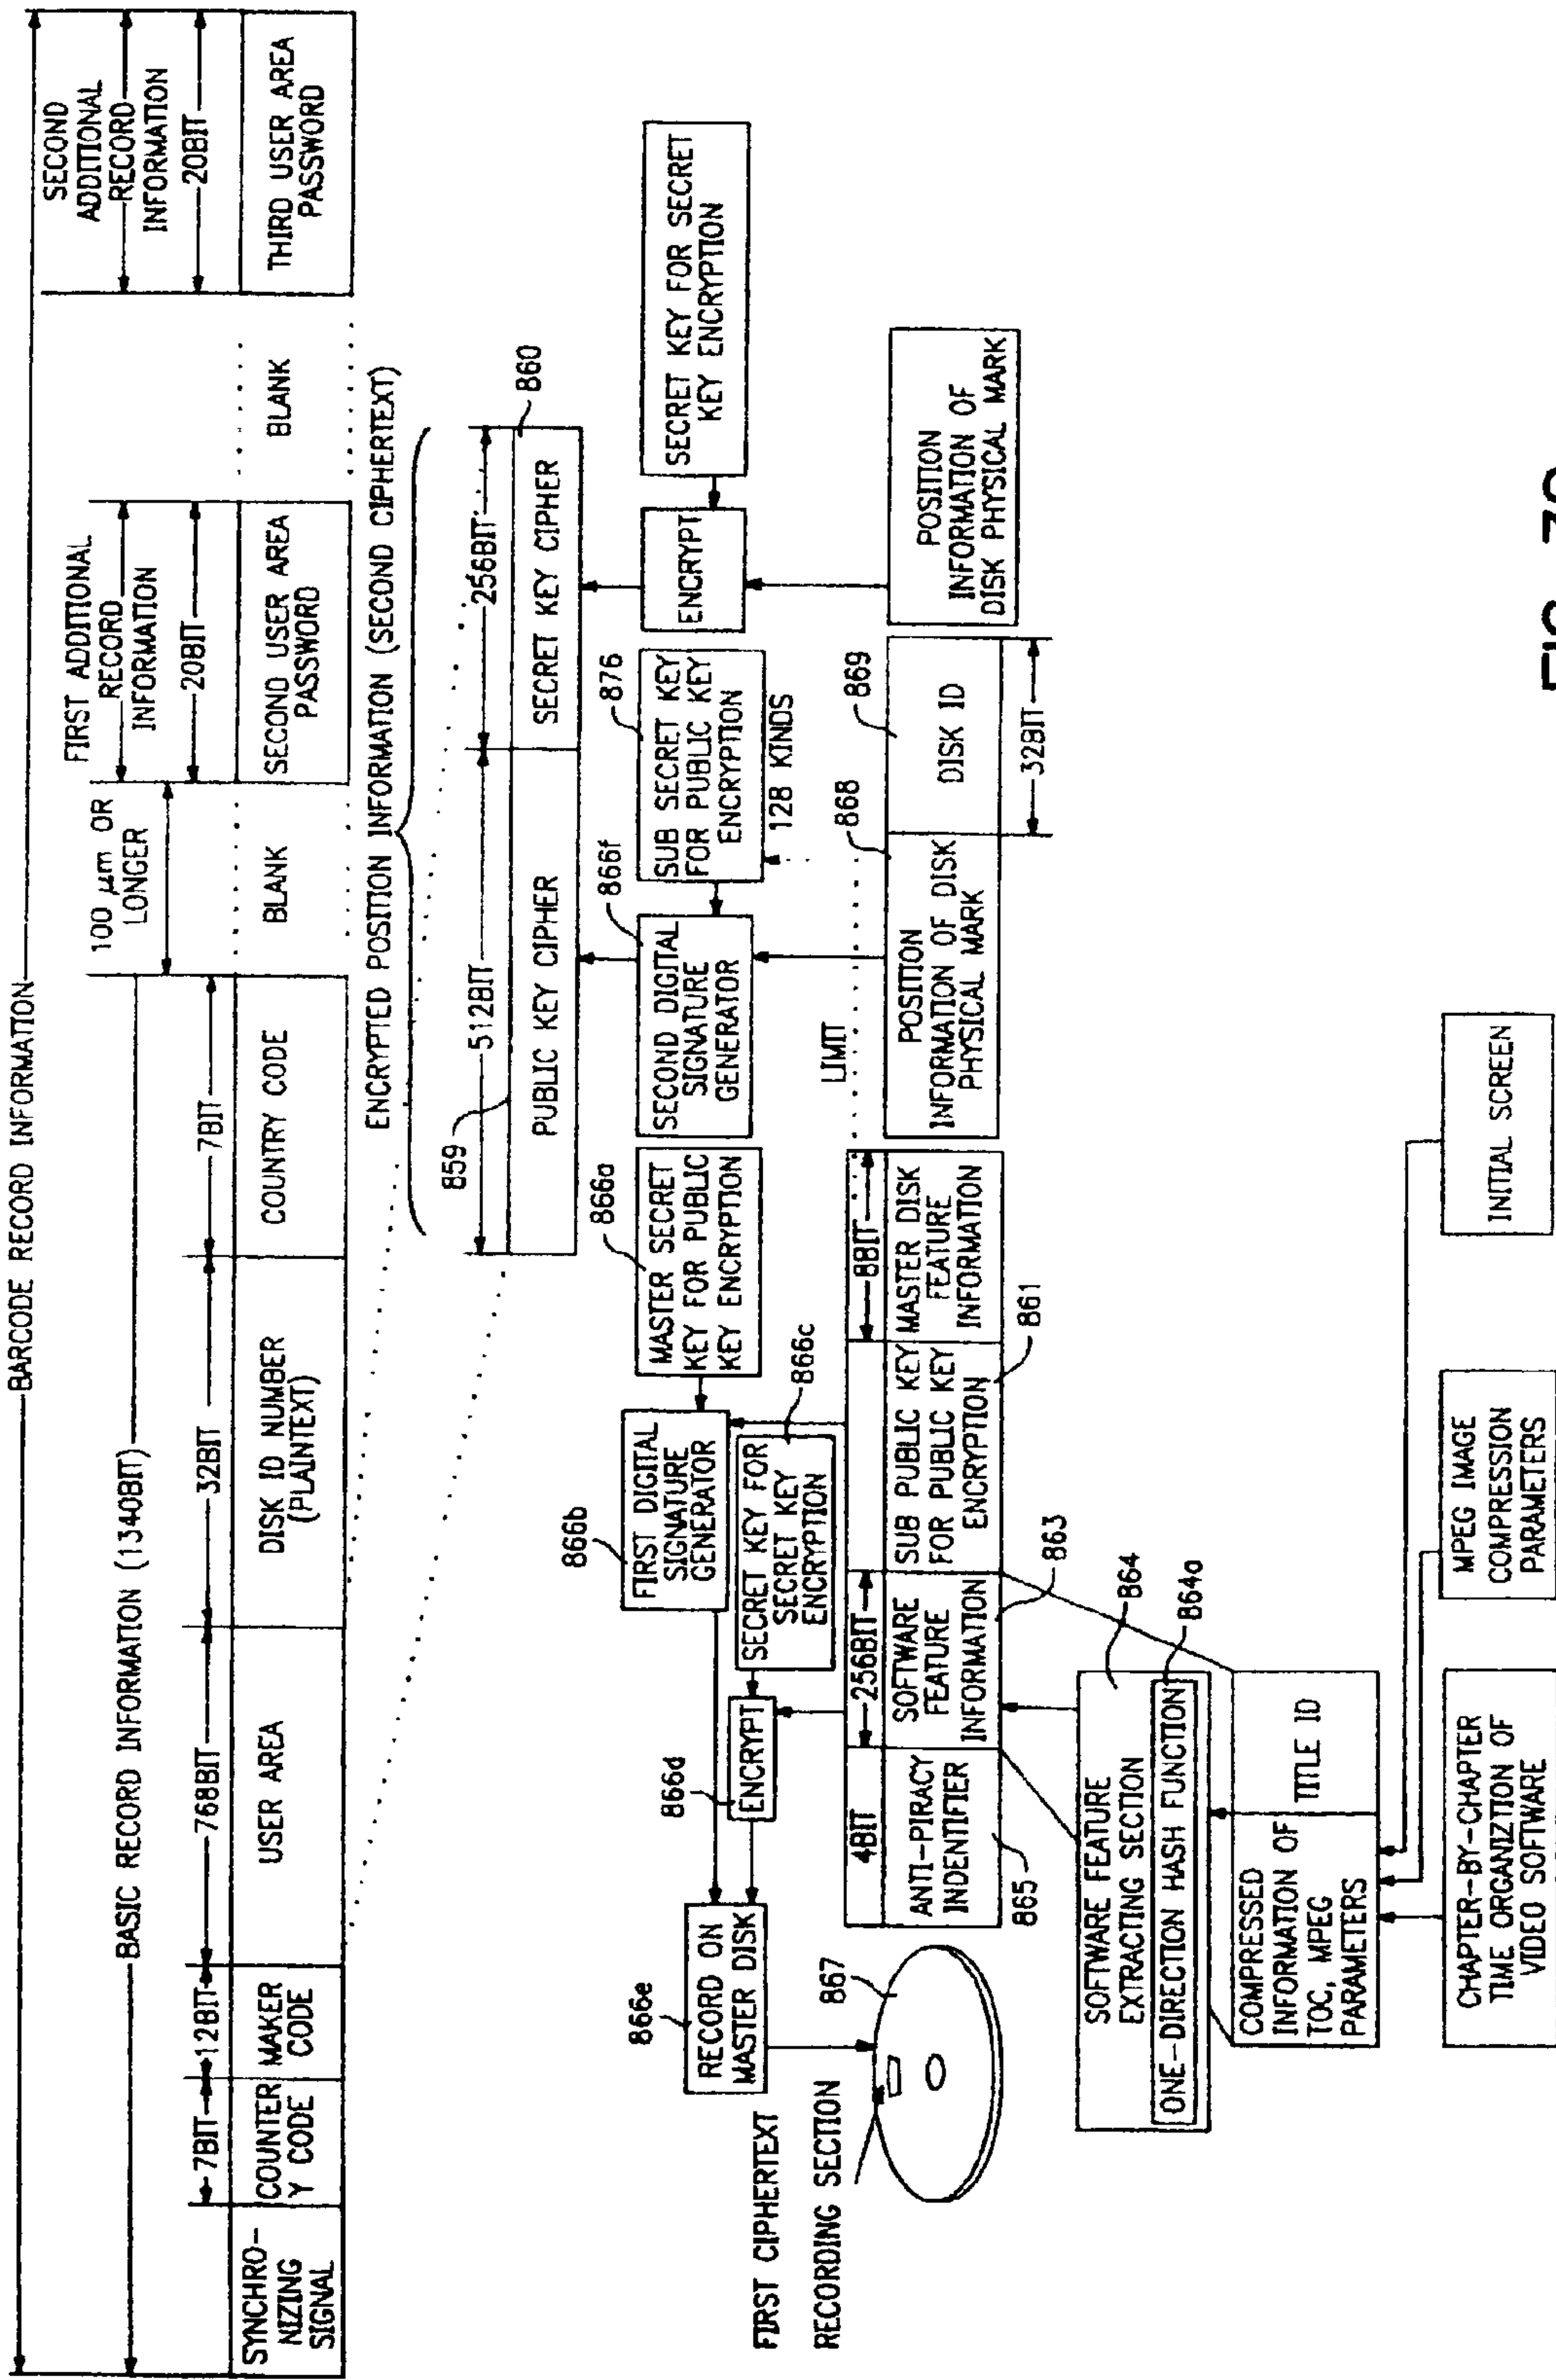 BARCODE RECORD INFORMATION
BASIC RECORD INFORMATION (1340BIT)
100 μm OR
LONGER
FIRST ADDITIONAL
RECORD
INFORMATION
SECOND
ADDITIONAL
RECORD
INFORMATION
7BIT
12BIT
768BIT
32BIT
7BIT
20BIT
20BIT
SYNCHRO-
NIZING
SIGNAL
COUNTER
Y CODE
MAKER
CODE
USER AREA
DISK ID NUMBER
(PLAINTEXT)
COUNTRY CODE
BLANK
SECOND USER AREA
PASSWORD
BLANK
THIRD USER AREA
PASSWORD
ENCRYPTED POSITION INFORMATION (SECOND CIPHERTEXT)
859
512BIT
256BIT
860
PUBLIC KEY CIPHER
SECRET KEY CIPHER
866e
RECORD ON
MASTER DISK
866d
ENCRYPT
866b
FIRST DIGITAL
SIGNATURE
GENERATOR
866c
SECRET KEY FOR
SECRET KEY
ENCRYPTION
866a
MASTER SECRET
KEY FOR PUBLIC
KEY ENCRYPTION
866f
SECOND DIGITAL
SIGNATURE
GENERATOR
876
SUB SECRET KEY
FOR PUBLIC KEY
ENCRYPTION
128 KINDS
ENCRYPT
SECRET KEY FOR SECRET
KEY ENCRYPTION
FIRST CIPHERTEXT
RECORDING SECTION
867
4BIT
256BIT
8BIT
LIMIT
ANTI-PIRACY
INDENTIFIER
865
SOFTWARE
FEATURE
INFORMATION
863
SUB PUBLIC KEY
FOR PUBLIC KEY
ENCRYPTION
861
MASTER DISK
FEATURE
INFORMATION
868
POSITION
INFORMATION OF DISK
PHYSICAL MARK
869
DISK ID
32BIT
POSITION
INFORMATION OF
DISK PHYSICAL MARK
SOFTWARE FEATURE
EXTRACTING SECTION
864
ONE-DIRECTION HASH FUNCTION
864a
COMPRESSED
INFORMATION OF
TOC, MPEG
PARAMETERS
TITLE ID
CHAPTER-BY-CHAPTER
TIME ORGANIZTION OF
VIDEO SOFTWARE
MPEG IMAGE
COMPRESSION
PARAMETERS
INITIAL SCREEN